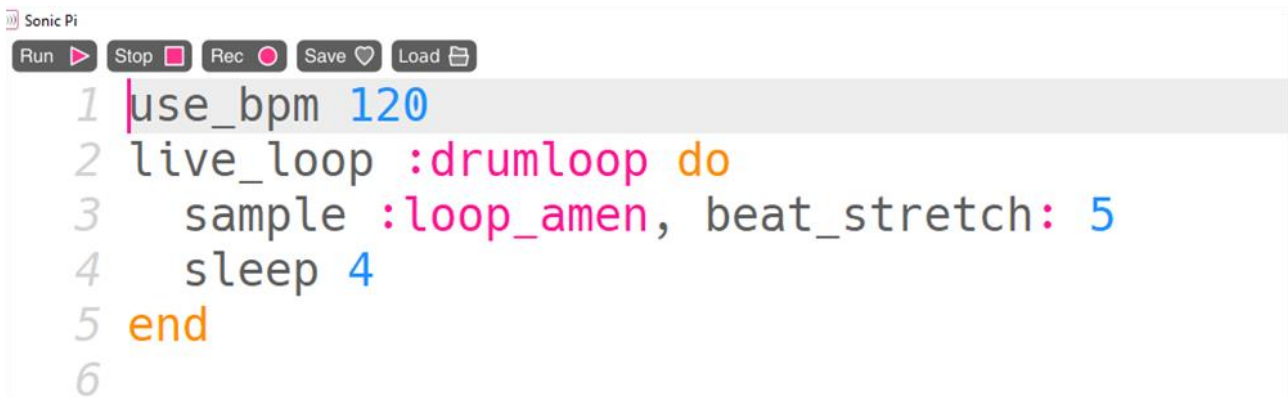 Sonic Pi
Run Stop Rec Save Load
1 use_bpm 120
2 live_loop :drumloop do
3 sample :loop_amen, beat_stretch: 5
4 sleep 4
5 end
6